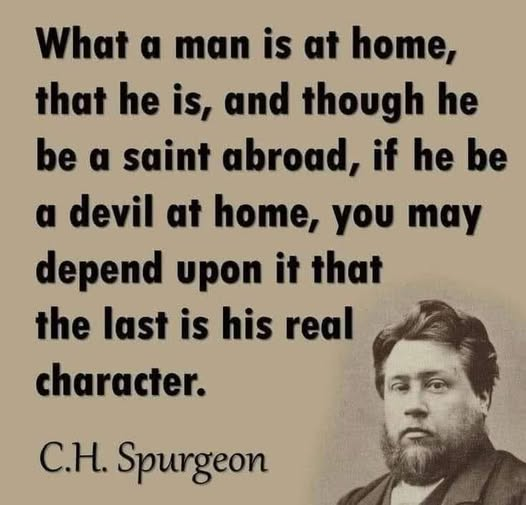 What a man is at home,
that he is, and though he
be a saint abroad, if he be
a devil at home, you may
depend upon it that
the last is his real
character.
C.H. Spurgeon